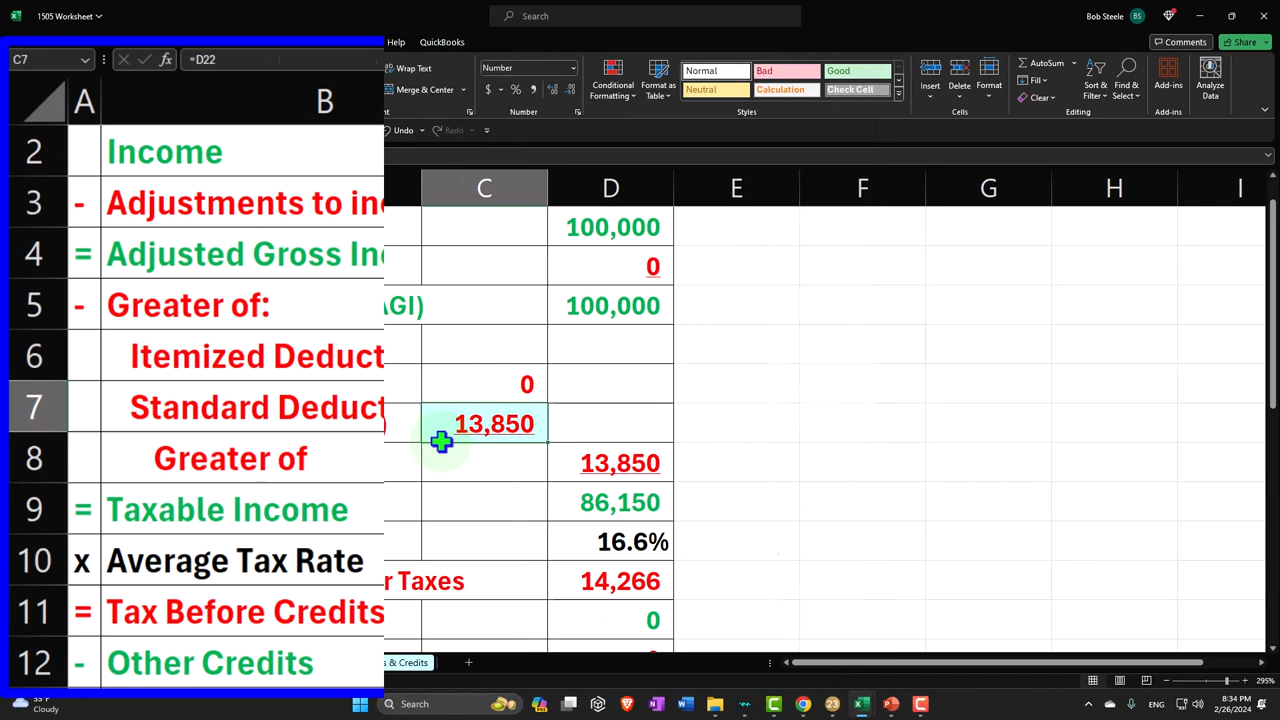 1505 Worksheet
Search
Bob Steele BS
Help QuickBooks
Comments Share
Wrap Text
Merge & Center
Number
$ % 9
Number
Conditional Formatting
Format as Table
Normal Bad Good
Neutral Calculation Check Cell
Styles
Insert Delete Format
Cells
AutoSum
Fill
Clear
Sort & Filter
Find & Select
Editing
Add-ins
Add-ins
Analyze Data
Undo Redo
C7 fx =D22
A B C D E F G H I
2 Income 100,000
3 - Adjustments to inc 0
4 = Adjusted Gross Inc AGI) 100,000
5 - Greater of:
6 Itemized Deduct 0
7 Standard Deduct 13,850
8 Greater of 13,850
9 = Taxable Income 86,150
10 x Average Tax Rate 16.6%
11 = Tax Before Credits r Taxes 14,266
12 - Other Credits 0
s & Credits
295%
55°F
Cloudy
Search
ENG
8:34 PM
2/26/2024